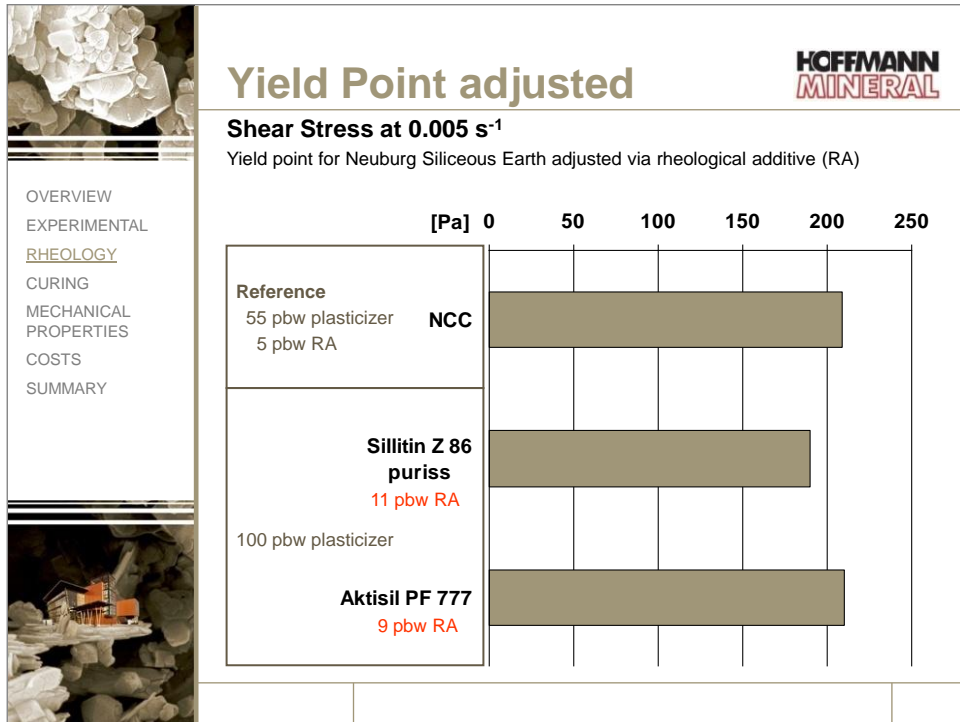 Yield Point adjusted
HOFFMANN
MINERAL
Shear Stress at 0.005 s⁻¹
Yield point for Neuburg Siliceous Earth adjusted via rheological additive (RA)
OVERVIEW
EXPERIMENTAL
RHEOLOGY
CURING
MECHANICAL
PROPERTIES
COSTS
SUMMARY
[Pa] 0 50 100 150 200 250
Reference
55 pbw plasticizer NCC
5 pbw RA
Sillitin Z 86
puriss
11 pbw RA
100 pbw plasticizer
Aktisil PF 777
9 pbw RA